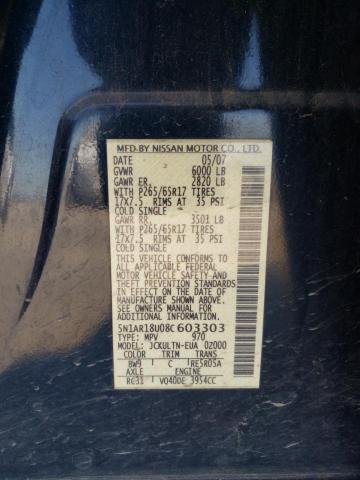 MFD-BY NISSAN MOTOR CO., LTD.
DATE 05/07
GVWR 6000 LB
GAWR FR. 2820 LB
WITH P265/65R17 TIRES
17X7.5 RIMS AT 35 PSI
COLD SINGLE
GAWR RR. 3501 LB
WITH P265/65R17 TIRES
17X7.5 RIMS AT 35 PSI
COLD SINGLE
THIS VEHICLE CONFORMS TO ALL
APPLICABLE FEDERAL
MOTOR VEHICLE SAFETY AND
THEFT PREVENTION STANDARDS
IN EFFECT ON THE DATE OF
MANUFACTURE SHOWN ABOVE.
SEE OWNER'S MANUAL FOR
ADDITIONAL INFORMATION.
5N1AR18U08C603303
TYPE: MPV 970
MODEL: JCXULTN-EUA 02000
COLOR TRIM TRANS
BW9 C RE5R05A
AXLE ENGINE
RC31 VQ40DE 3954CC